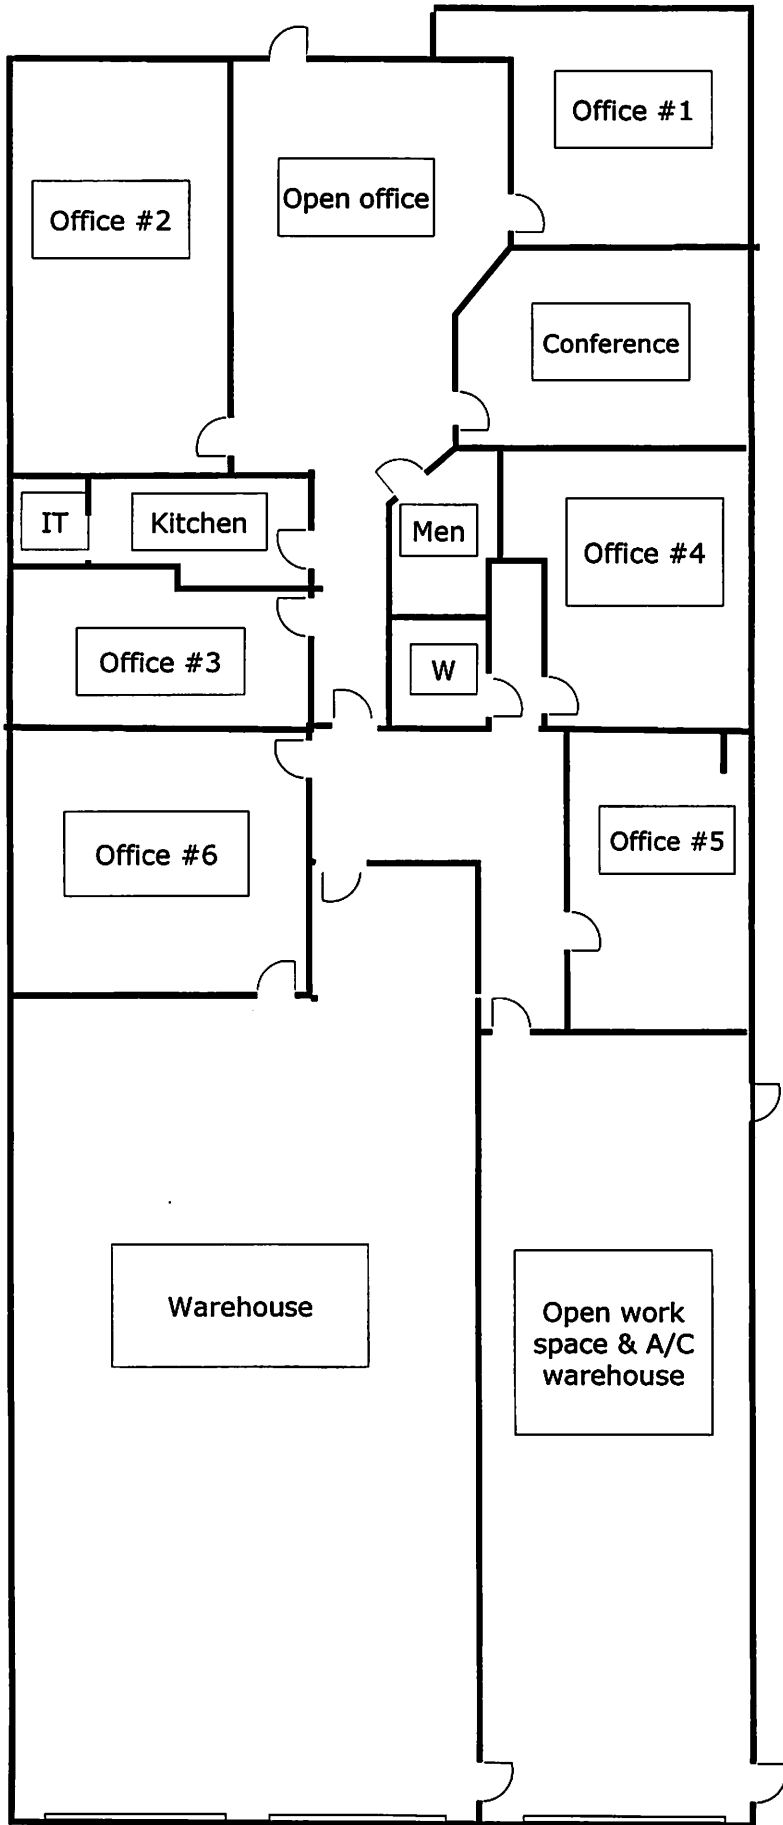 Office #1
Open office
Office #2
Conference
IT
Kitchen
Men
Office #4
Office #3
W
Office #6
Office #5
Warehouse
Open work
space & A/C
warehouse